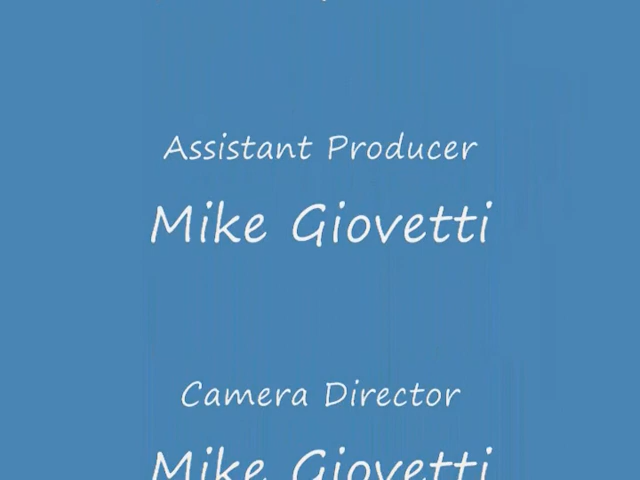 Assistant Producer
Mike Giovetti
Camera Director
Mike Giovetti